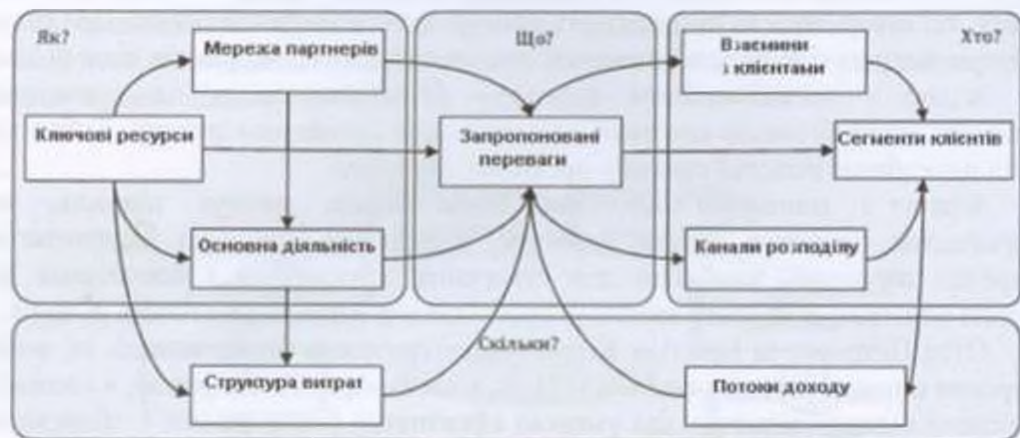 Як?
Мережа партнерів
Що?
Взаємини
з клієнтами
Хто?
Ключові ресурси
Запропоновані
переваги
Сегменти клієнтів
Основна діяльність
Канали розподілу
Скільки?
Структура витрат
Потоки доходу